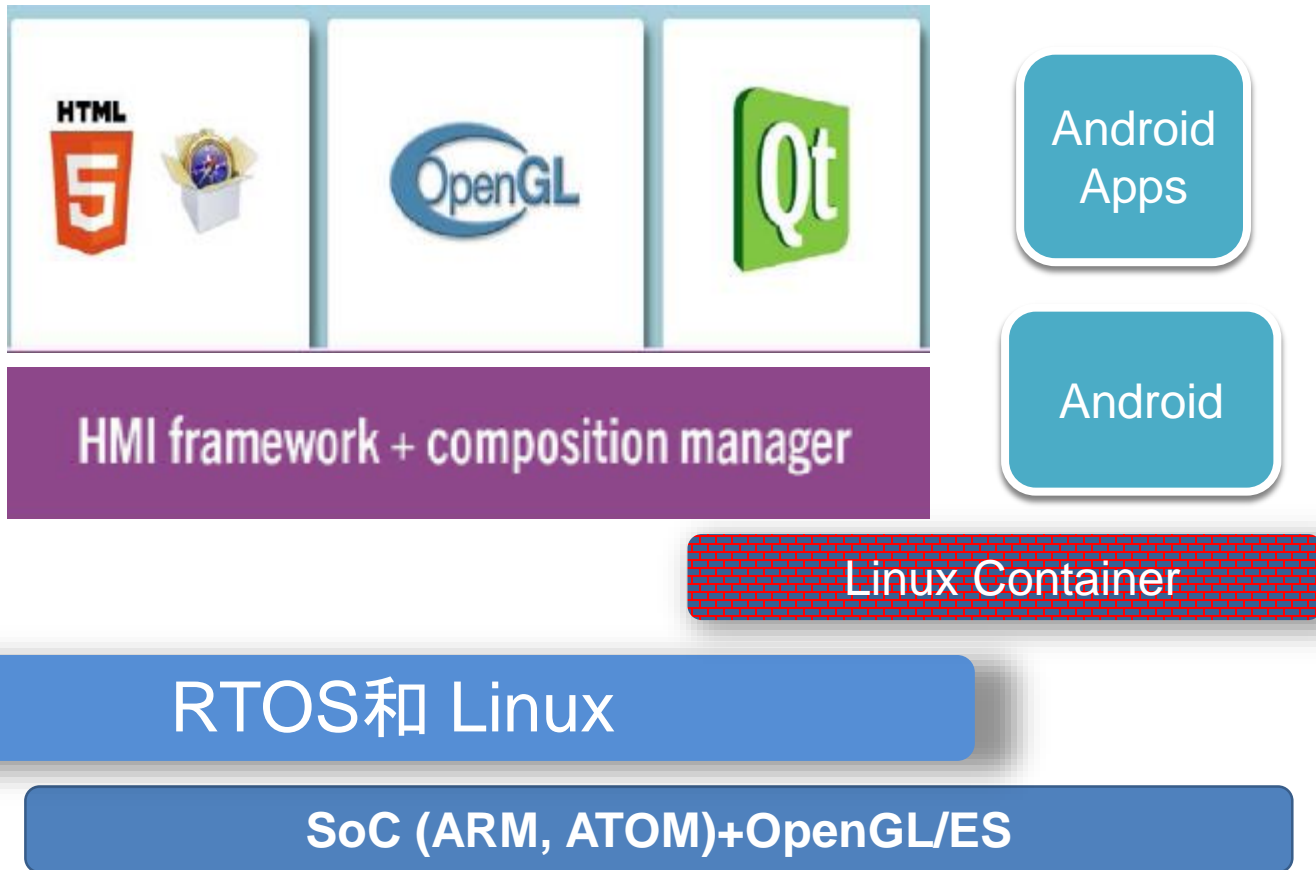 HTML
5
OpenGL
Qt
Android
Apps
HMI framework + composition manager
Android
Linux Container
RTOS和 Linux
SoC (ARM, ATOM)+OpenGL/ES